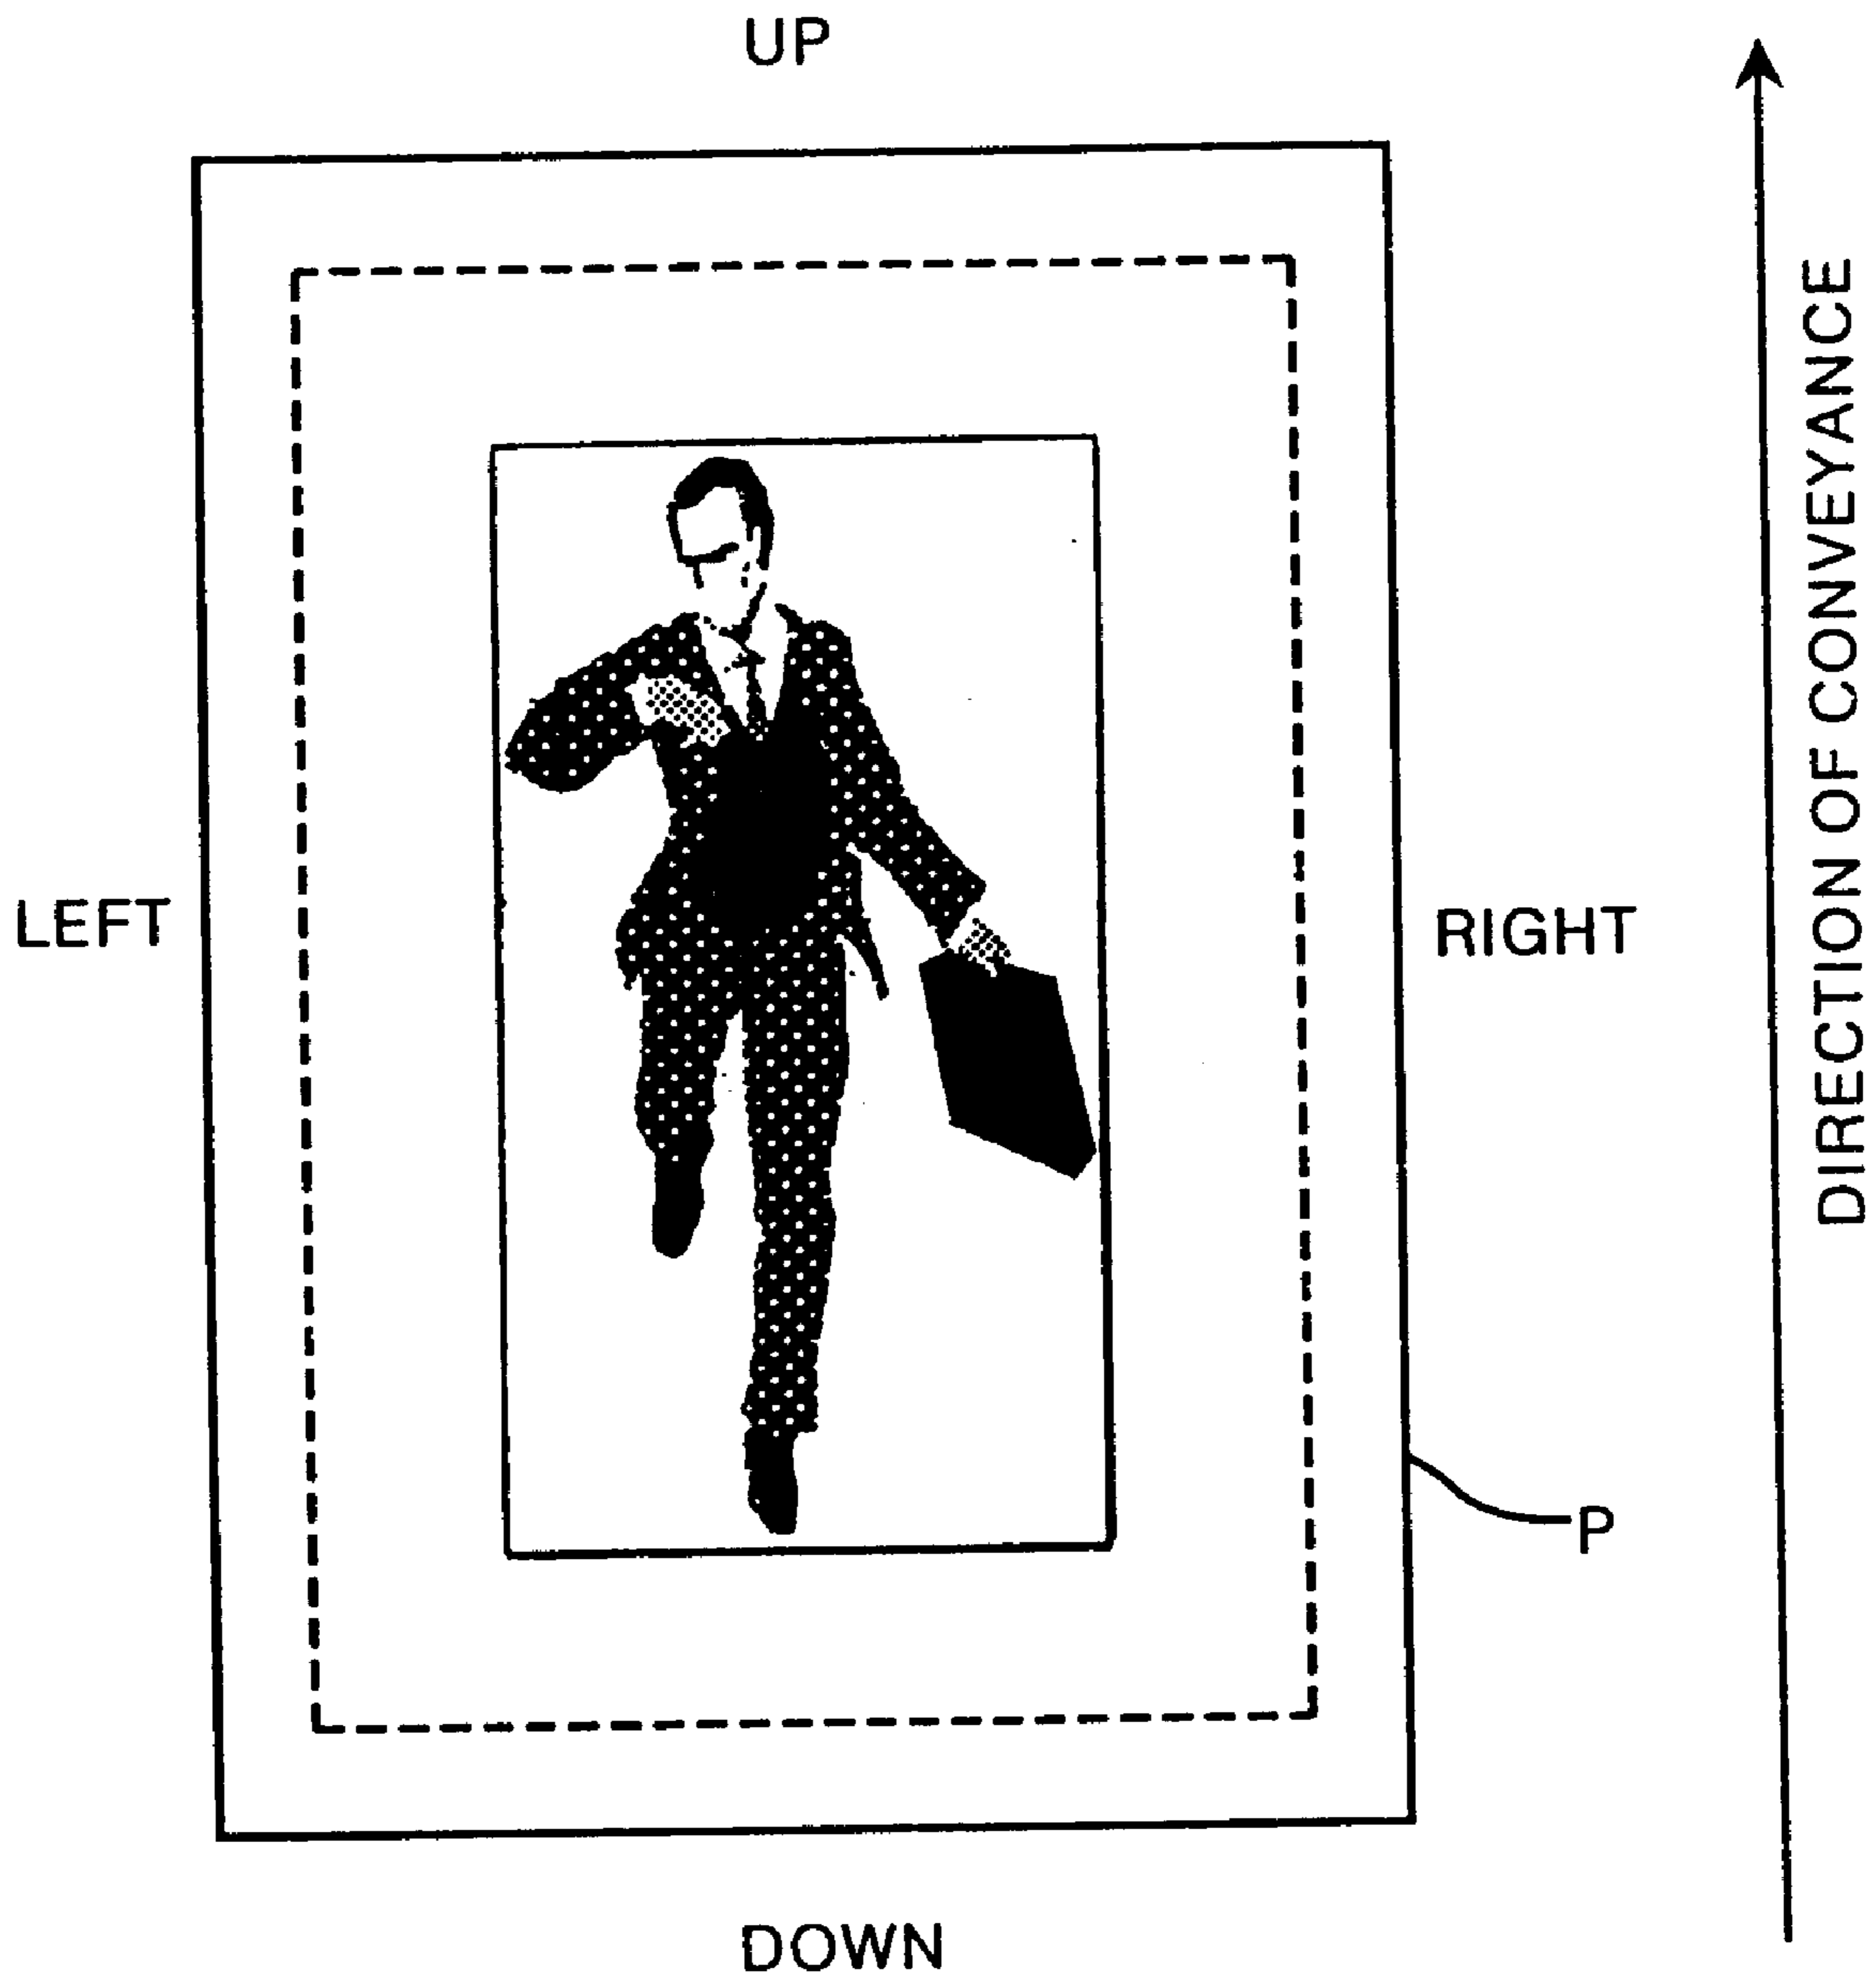 UP
LEFT
RIGHT
DIRECTION OF CONVEYANCE
P
DOWN